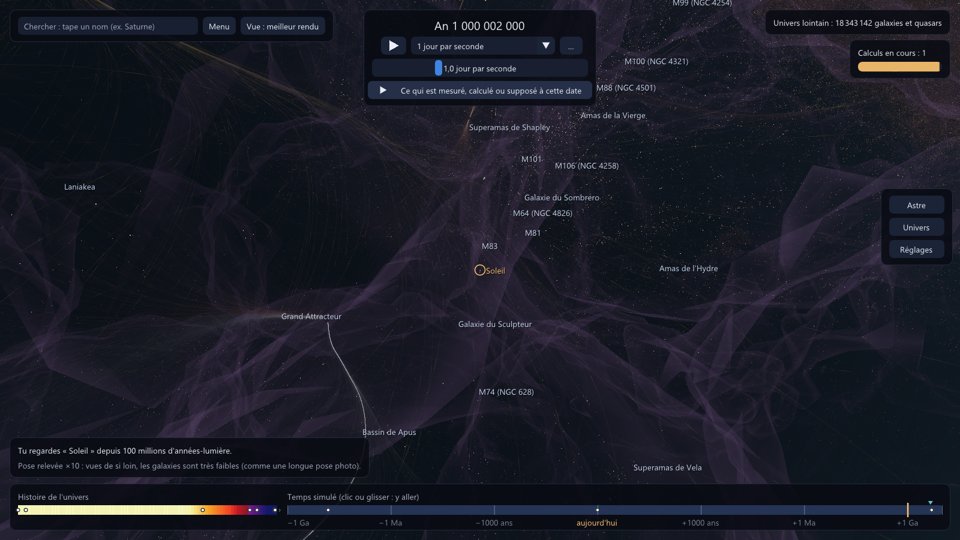 M99 (NGC 4254)
Chercher : tape un nom (ex. Saturne)
Menu
Vue : meilleur rendu
An 1 000 002 000
1 jour par seconde
...
1,0 jour par seconde
Ce qui est mesuré, calculé ou supposé à cette date
Univers lointain : 18 343 142 galaxies et quasars
Calculs en cours : 1
M100 (NGC 4321)
M88 (NGC 4501)
Amas de la Vierge
Superamas de Shapley
M101
M106 (NGC 4258)
Laniakea
Galaxie du Sombrero
M64 (NGC 4826)
M81
M83
Soleil
Amas de l'Hydre
Astre
Univers
Réglages
Grand Attracteur
Galaxie du Sculpteur
M74 (NGC 628)
Bassin de Apus
Superamas de Vela
Tu regardes « Soleil » depuis 100 millions d'années-lumière.
Pose relevée ×10 : vues de si loin, les galaxies sont très faibles (comme une longue pose photo).
Histoire de l'univers
Temps simulé (clic ou glisser : y aller)
−1 Ga
−1 Ma
−1000 ans
aujourd'hui
+1000 ans
+1 Ma
+1 Ga